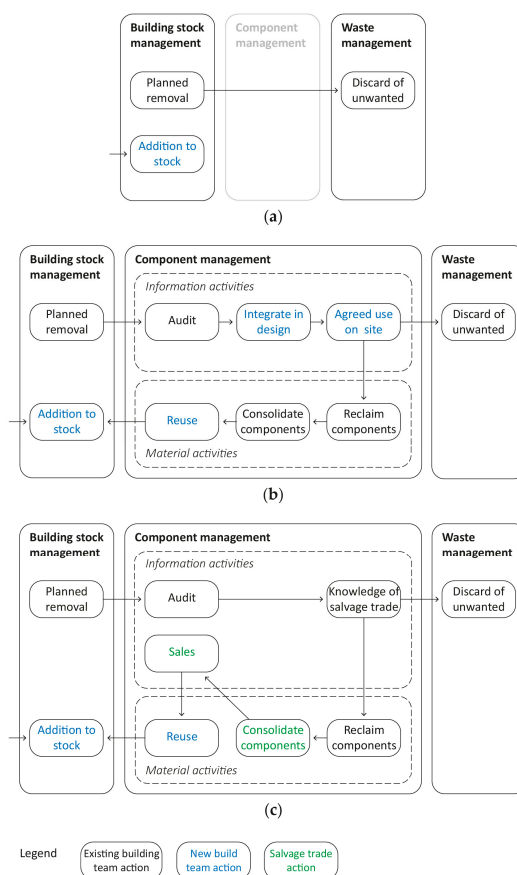 Building stock
management
Component
management
Waste
management
Planned
removal
Discard of
unwanted
Addition to
stock
(a)
Building stock
management
Component management
Waste
management
Information activities
Planned
removal
Audit
Integrate in
design
Agreed use
on site
Discard of
unwanted
Addition to
stock
Reuse
Consolidate
components
Reclaim
components
Material activities
(b)
Building stock
management
Component management
Waste
management
Information activities
Planned
removal
Audit
Knowledge of
salvage trade
Discard of
unwanted
Sales
Addition to
stock
Reuse
Consolidate
components
Reclaim
components
Material activities
(c)
Legend
Existing building
team action
New build
team action
Salvage trade
action